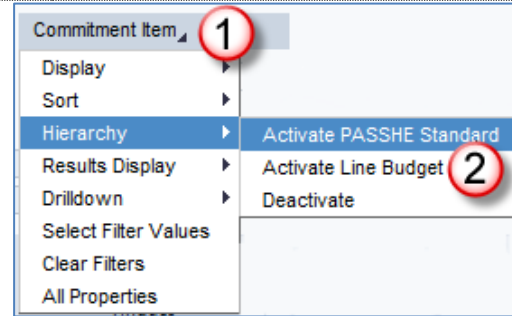 Commitment Item 1
Display
Sort
Hierarchy Activate PASSHE Standard
Results Display Activate Line Budget 2
Drilldown Deactivate
Select Filter Values
Clear Filters
All Properties